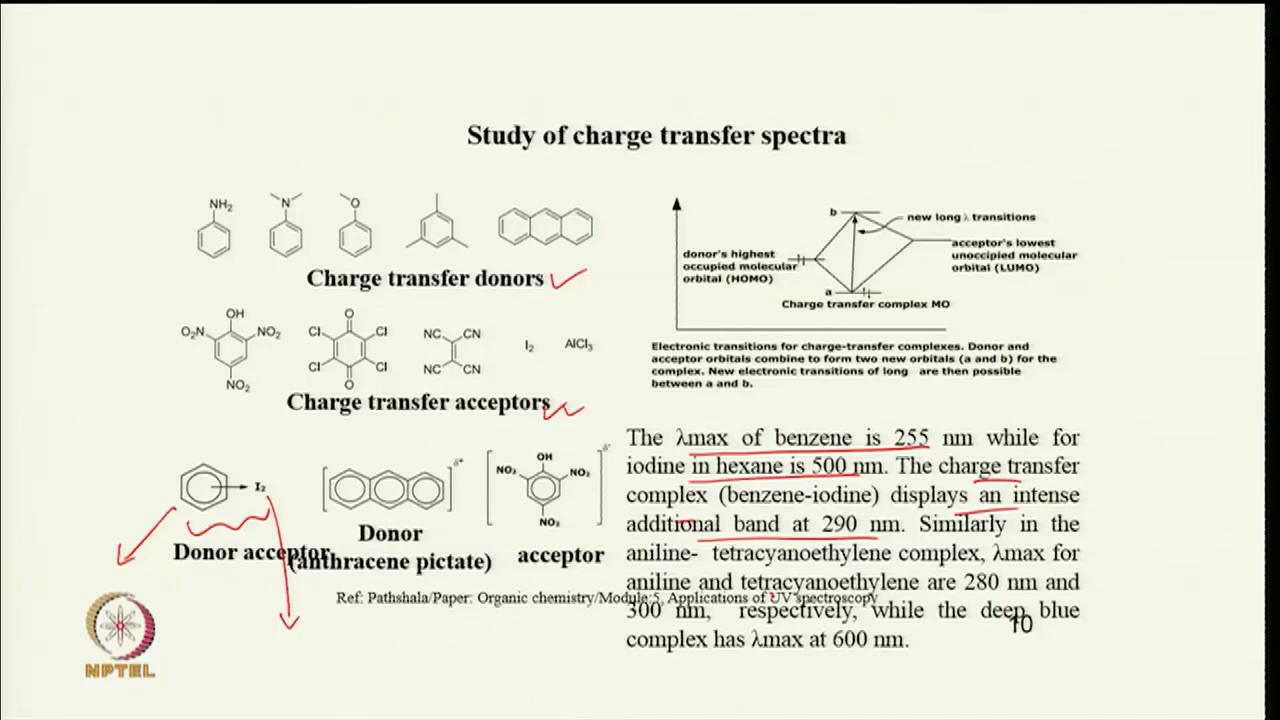 Study of charge transfer spectra
NH₂
N
O
Charge transfer donors
OH
O₂N
NO₂
NO₂
O
Cl
Cl
Cl
Cl
O
NC
CN
NC
CN
I₂
AlCl₃
Charge transfer acceptors
I₂
δ+
OH
NO₂
NO₂
NO₂
δ-
Donor acceptor
Donor
(anthracene pictate)
acceptor
b
new long λ transitions
donor's highest
occupied molecular
orbital (HOMO)
acceptor's lowest
unoccipied molecular
orbital (LUMO)
a
Charge transfer complex MO
Electronic transitions for charge-transfer complexes. Donor and
acceptor orbitals combine to form two new orbitals (a and b) for the
complex. New electronic transitions of long are then possible
between a and b.
The λmax of benzene is 255 nm while for
iodine in hexane is 500 nm. The charge transfer
complex (benzene-iodine) displays an intense
additional band at 290 nm. Similarly in the
aniline- tetracyanoethylene complex, λmax for
aniline and tetracyanoethylene are 280 nm and
300 nm, respectively, while the deep blue
complex has λmax at 600 nm.
Ref: Pathshala/Paper: Organic chemistry/Module:5, Applications of UV spectroscopy
10
NPTEL